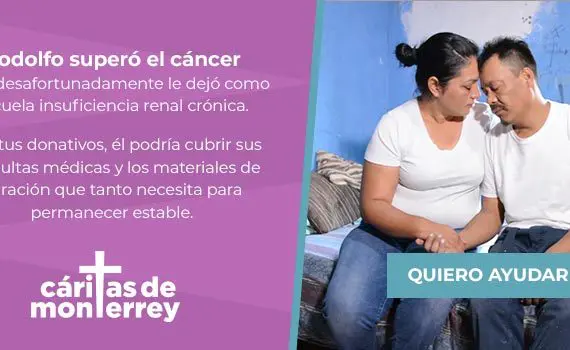 odolfo superó el cáncer
desafortunadamente le dejó como
cuela insuficiencia renal crónica.
tus donativos, él podría cubrir sus
ultas médicas y los materiales de
ración que tanto necesita para
permanecer estable.
cáritas de
monterrey
QUIERO AYUDAR